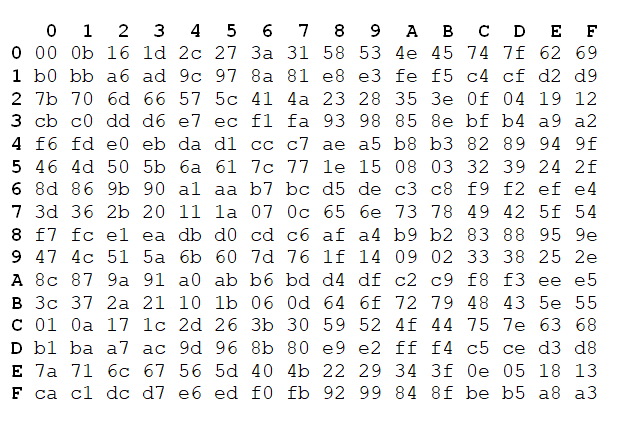 0 1 2 3 4 5 6 7 8 9 A B C D E F
0 00 0b 16 1d 2c 27 3a 31 58 53 4e 45 74 7f 62 69
1 b0 bb a6 ad 9c 97 8a 81 e8 e3 fe f5 c4 cf d2 d9
2 7b 70 6d 66 57 5c 41 4a 23 28 35 3e 0f 04 19 12
3 cb c0 dd d6 e7 ec f1 fa 93 98 85 8e bf b4 a9 a2
4 f6 fd e0 eb da d1 cc c7 ae a5 b8 b3 82 89 94 9f
5 46 4d 50 5b 6a 61 7c 77 1e 15 08 03 32 39 24 2f
6 8d 86 9b 90 a1 aa b7 bc d5 de c3 c8 f9 f2 ef e4
7 3d 36 2b 20 11 1a 07 0c 65 6e 73 78 49 42 5f 54
8 f7 fc e1 ea db d0 cd c6 af a4 b9 b2 83 88 95 9e
9 47 4c 51 5a 6b 60 7d 76 1f 14 09 02 33 38 25 2e
A 8c 87 9a 91 a0 ab b6 bd d4 df c2 c9 f8 f3 ee e5
B 3c 37 2a 21 10 1b 06 0d 64 6f 72 79 48 43 5e 55
C 01 0a 17 1c 2d 26 3b 30 59 52 4f 44 75 7e 63 68
D b1 ba a7 ac 9d 96 8b 80 e9 e2 ff f4 c5 ce d3 d8
E 7a 71 6c 67 56 5d 40 4b 22 29 34 3f 0e 05 18 13
F ca c1 dc d7 e6 ed f0 fb 92 99 84 8f be b5 a8 a3